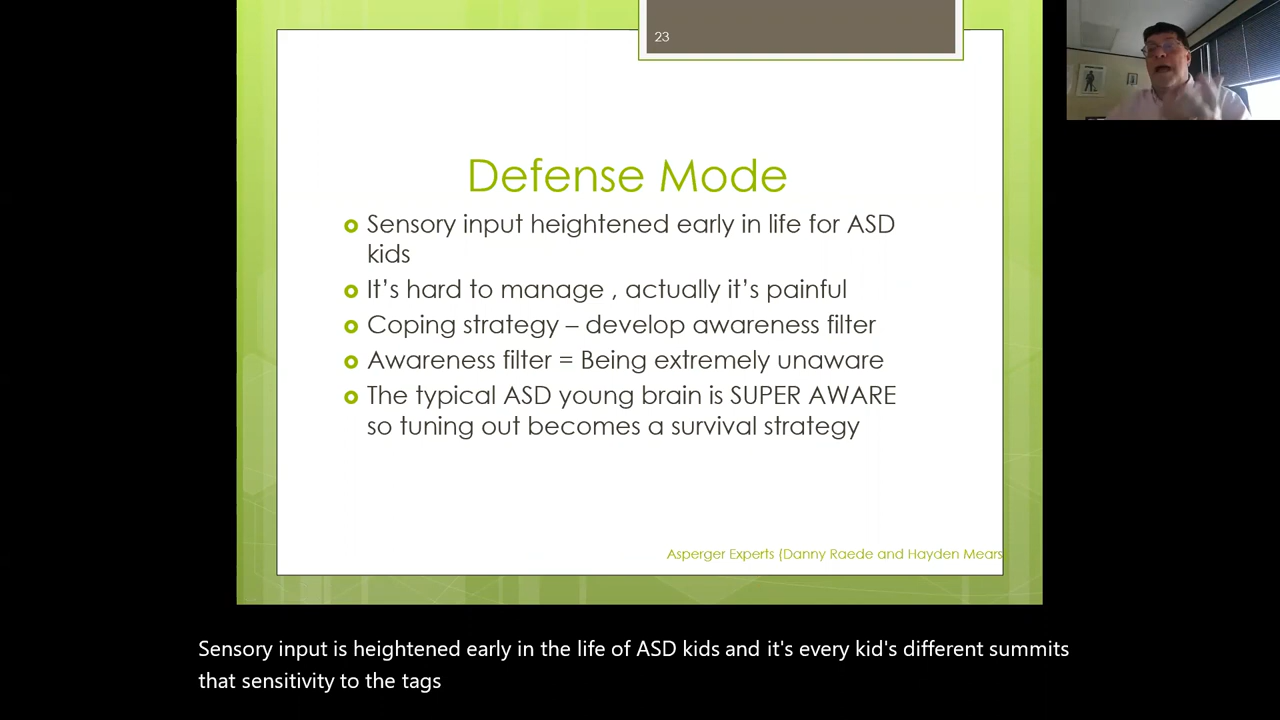 23
Defense Mode
Sensory input heightened early in life for ASD
kids
It's hard to manage , actually it's painful
Coping strategy – develop awareness filter
Awareness filter = Being extremely unaware
The typical ASD young brain is SUPER AWARE
so tuning out becomes a survival strategy
Asperger Experts (Danny Raede and Hayden Mears
Sensory input is heightened early in the life of ASD kids and it's every kid's different summits
that sensitivity to the tags